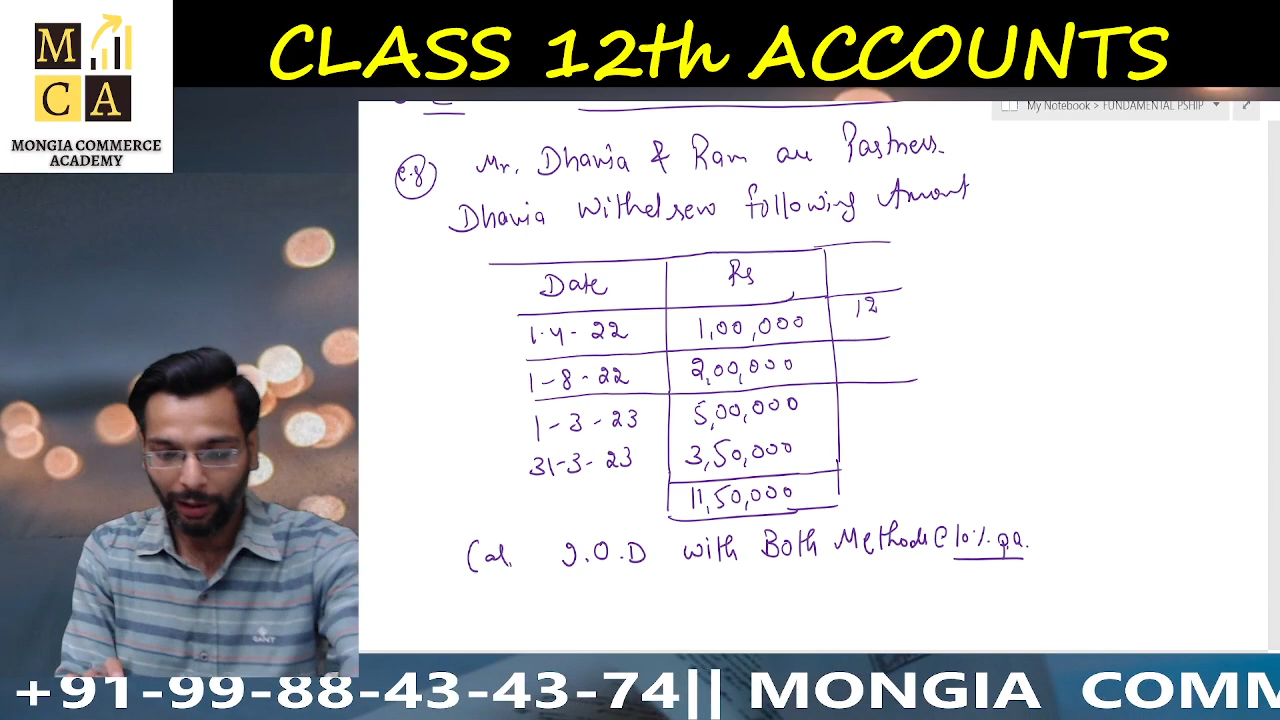 M
C A
MONGIA COMMERCE
ACADEMY
CLASS 12th ACCOUNTS
My Notebook > FUNDAMENTAL PSHIP
e.g Mr. Dhavia & Ram are Partners.
Dhavia Withdrew following Amount
Date Rs
1-4-22 1,00,000 12
1-8-22 2,00,000
1-3-23 5,00,000
31-3-23 3,50,000
11,50,000
Cal. I.O.D with Both Methods @ 10% p.a.
GANT
+91-99-88-43-43-74|| MONGIA COMM